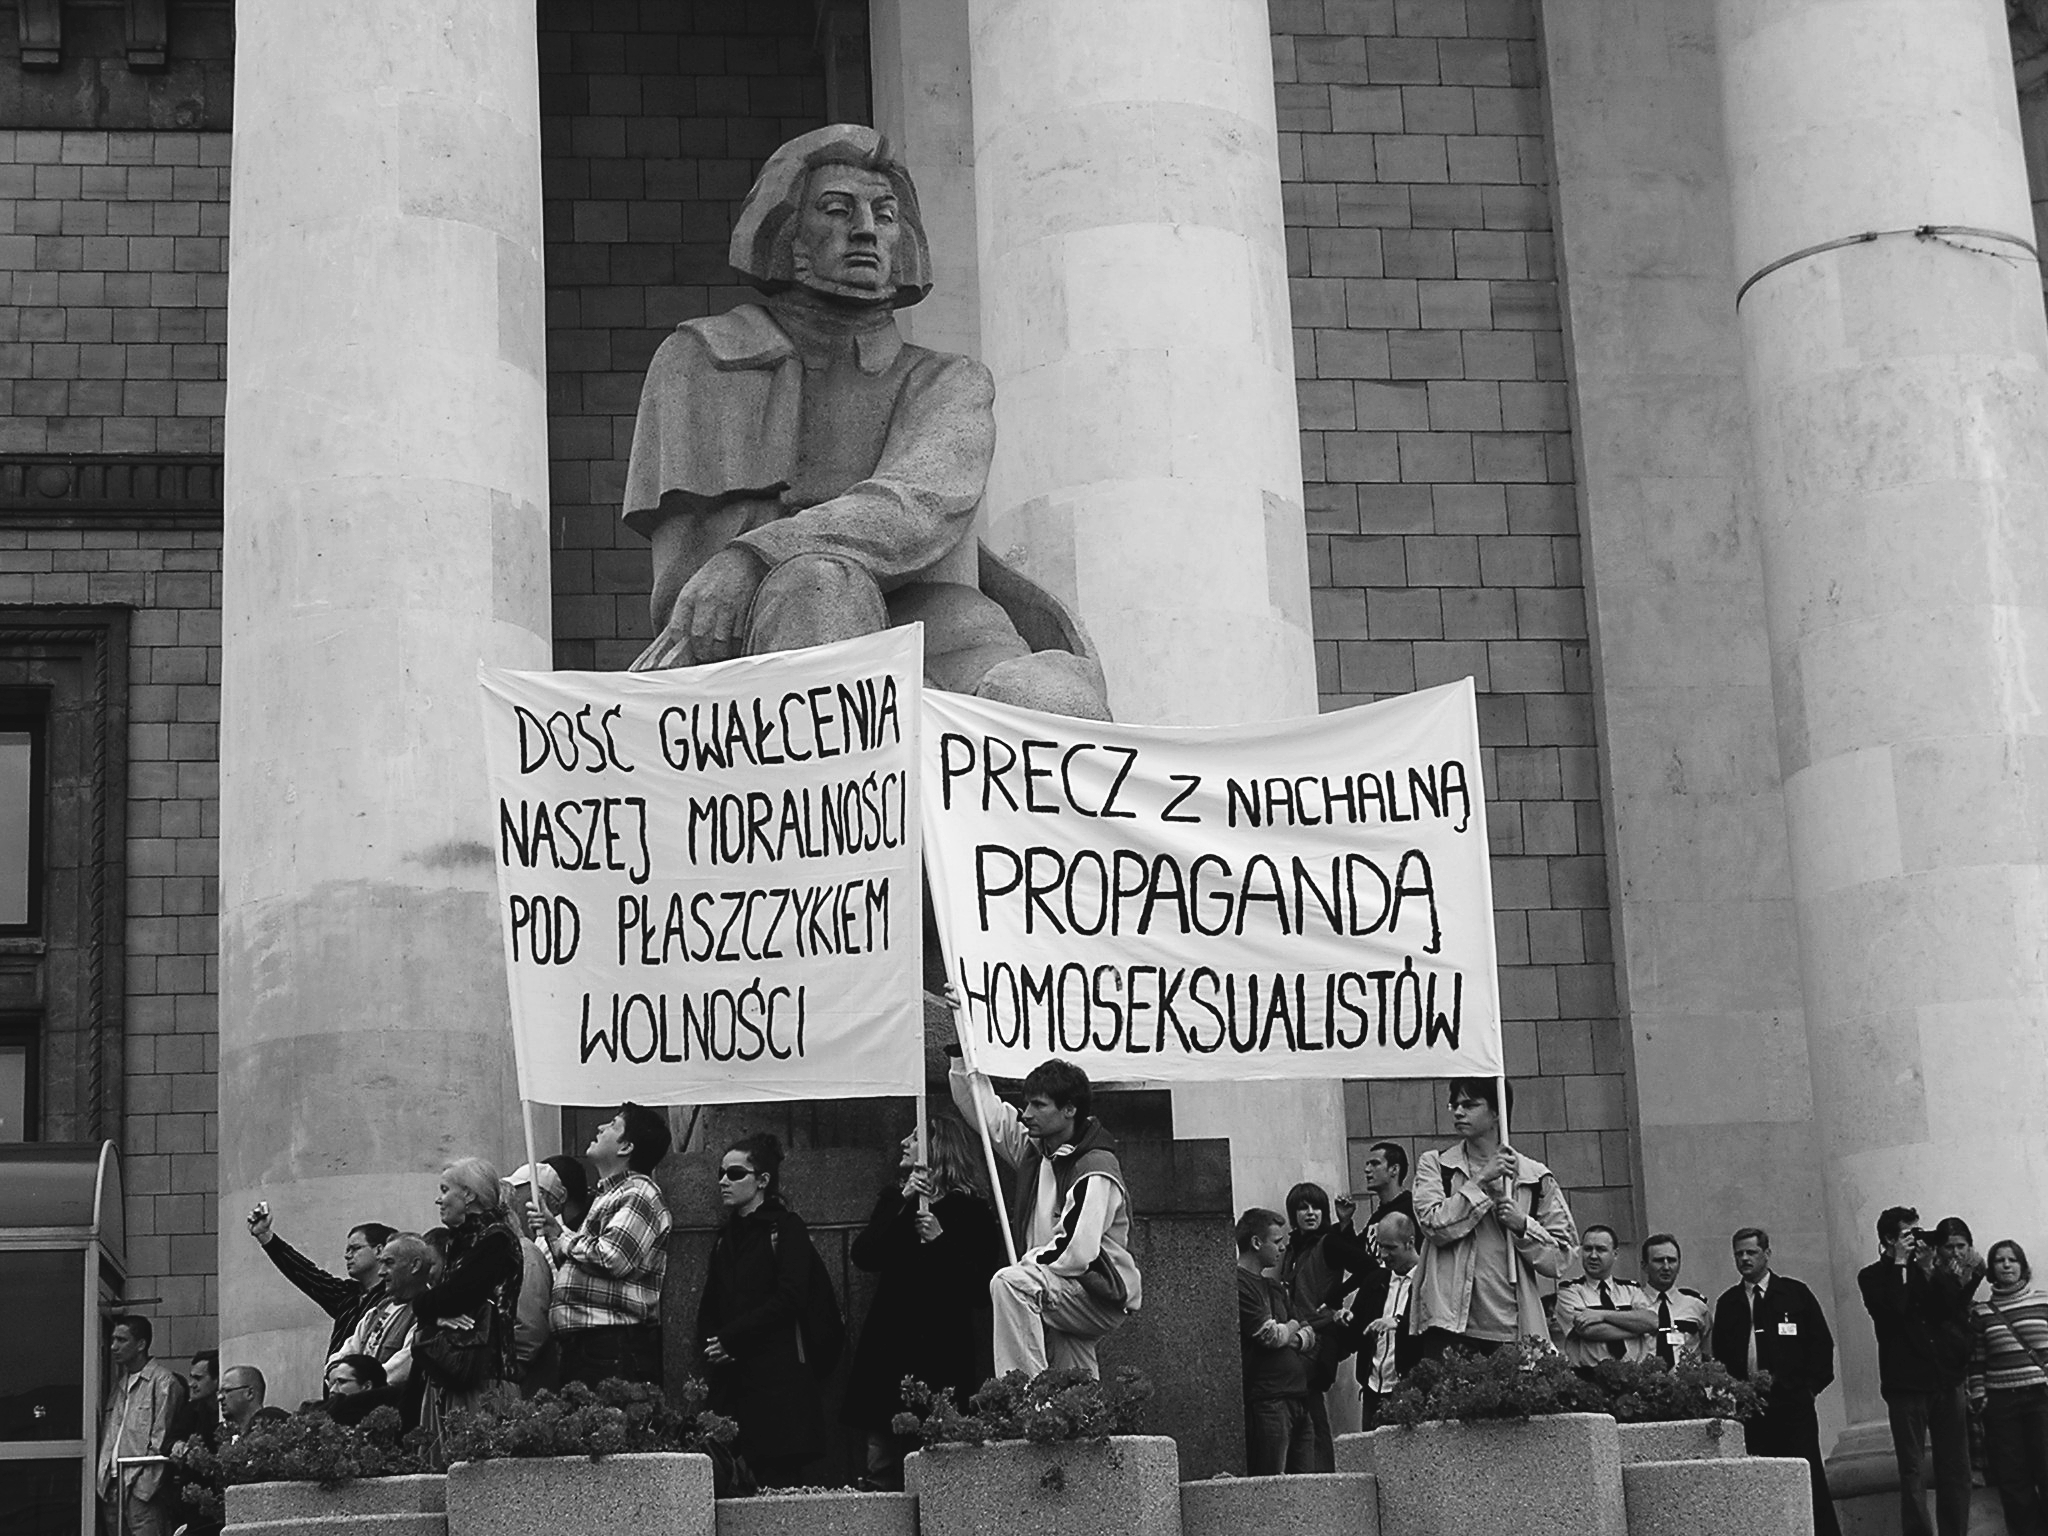 DOŚĆ GWAŁCENIA
NASZEJ MORALNOŚCI
POD PŁASZCZYKIEM
WOLNOŚCI
PRECZ Z NACHALNĄ
PROPAGANDĄ
HOMOSEKSUALISTÓW